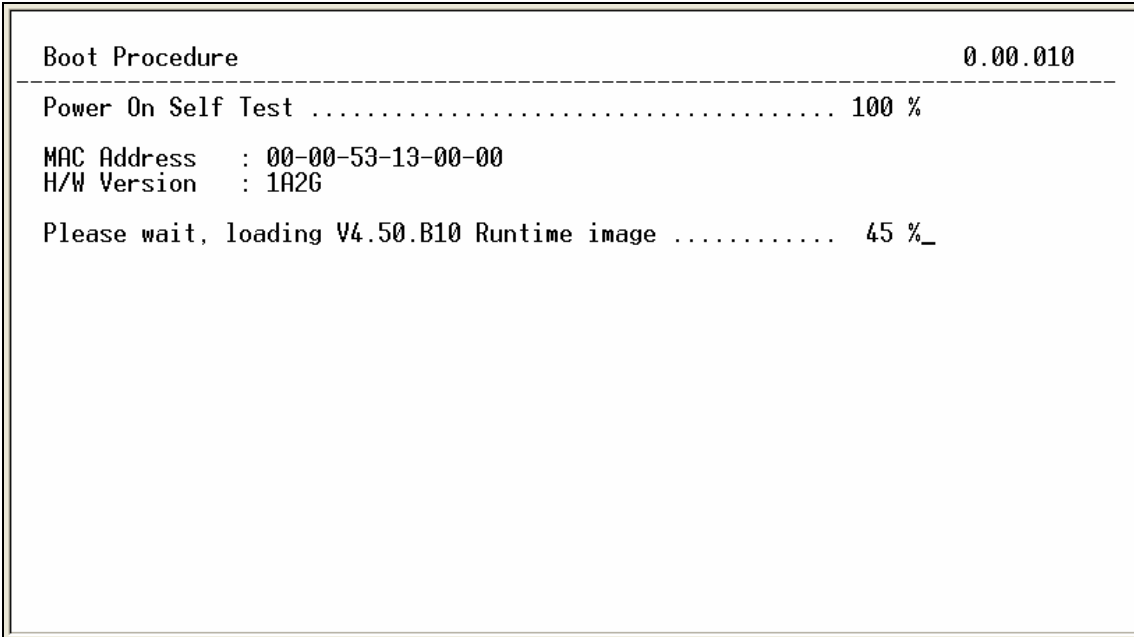 Boot Procedure 0.00.010
--------------------------------------------------------------------------------
Power On Self Test ...................................... 100 %
MAC Address : 00-00-53-13-00-00
H/W Version : 1A2G
Please wait, loading V4.50.B10 Runtime image ............ 45 %_